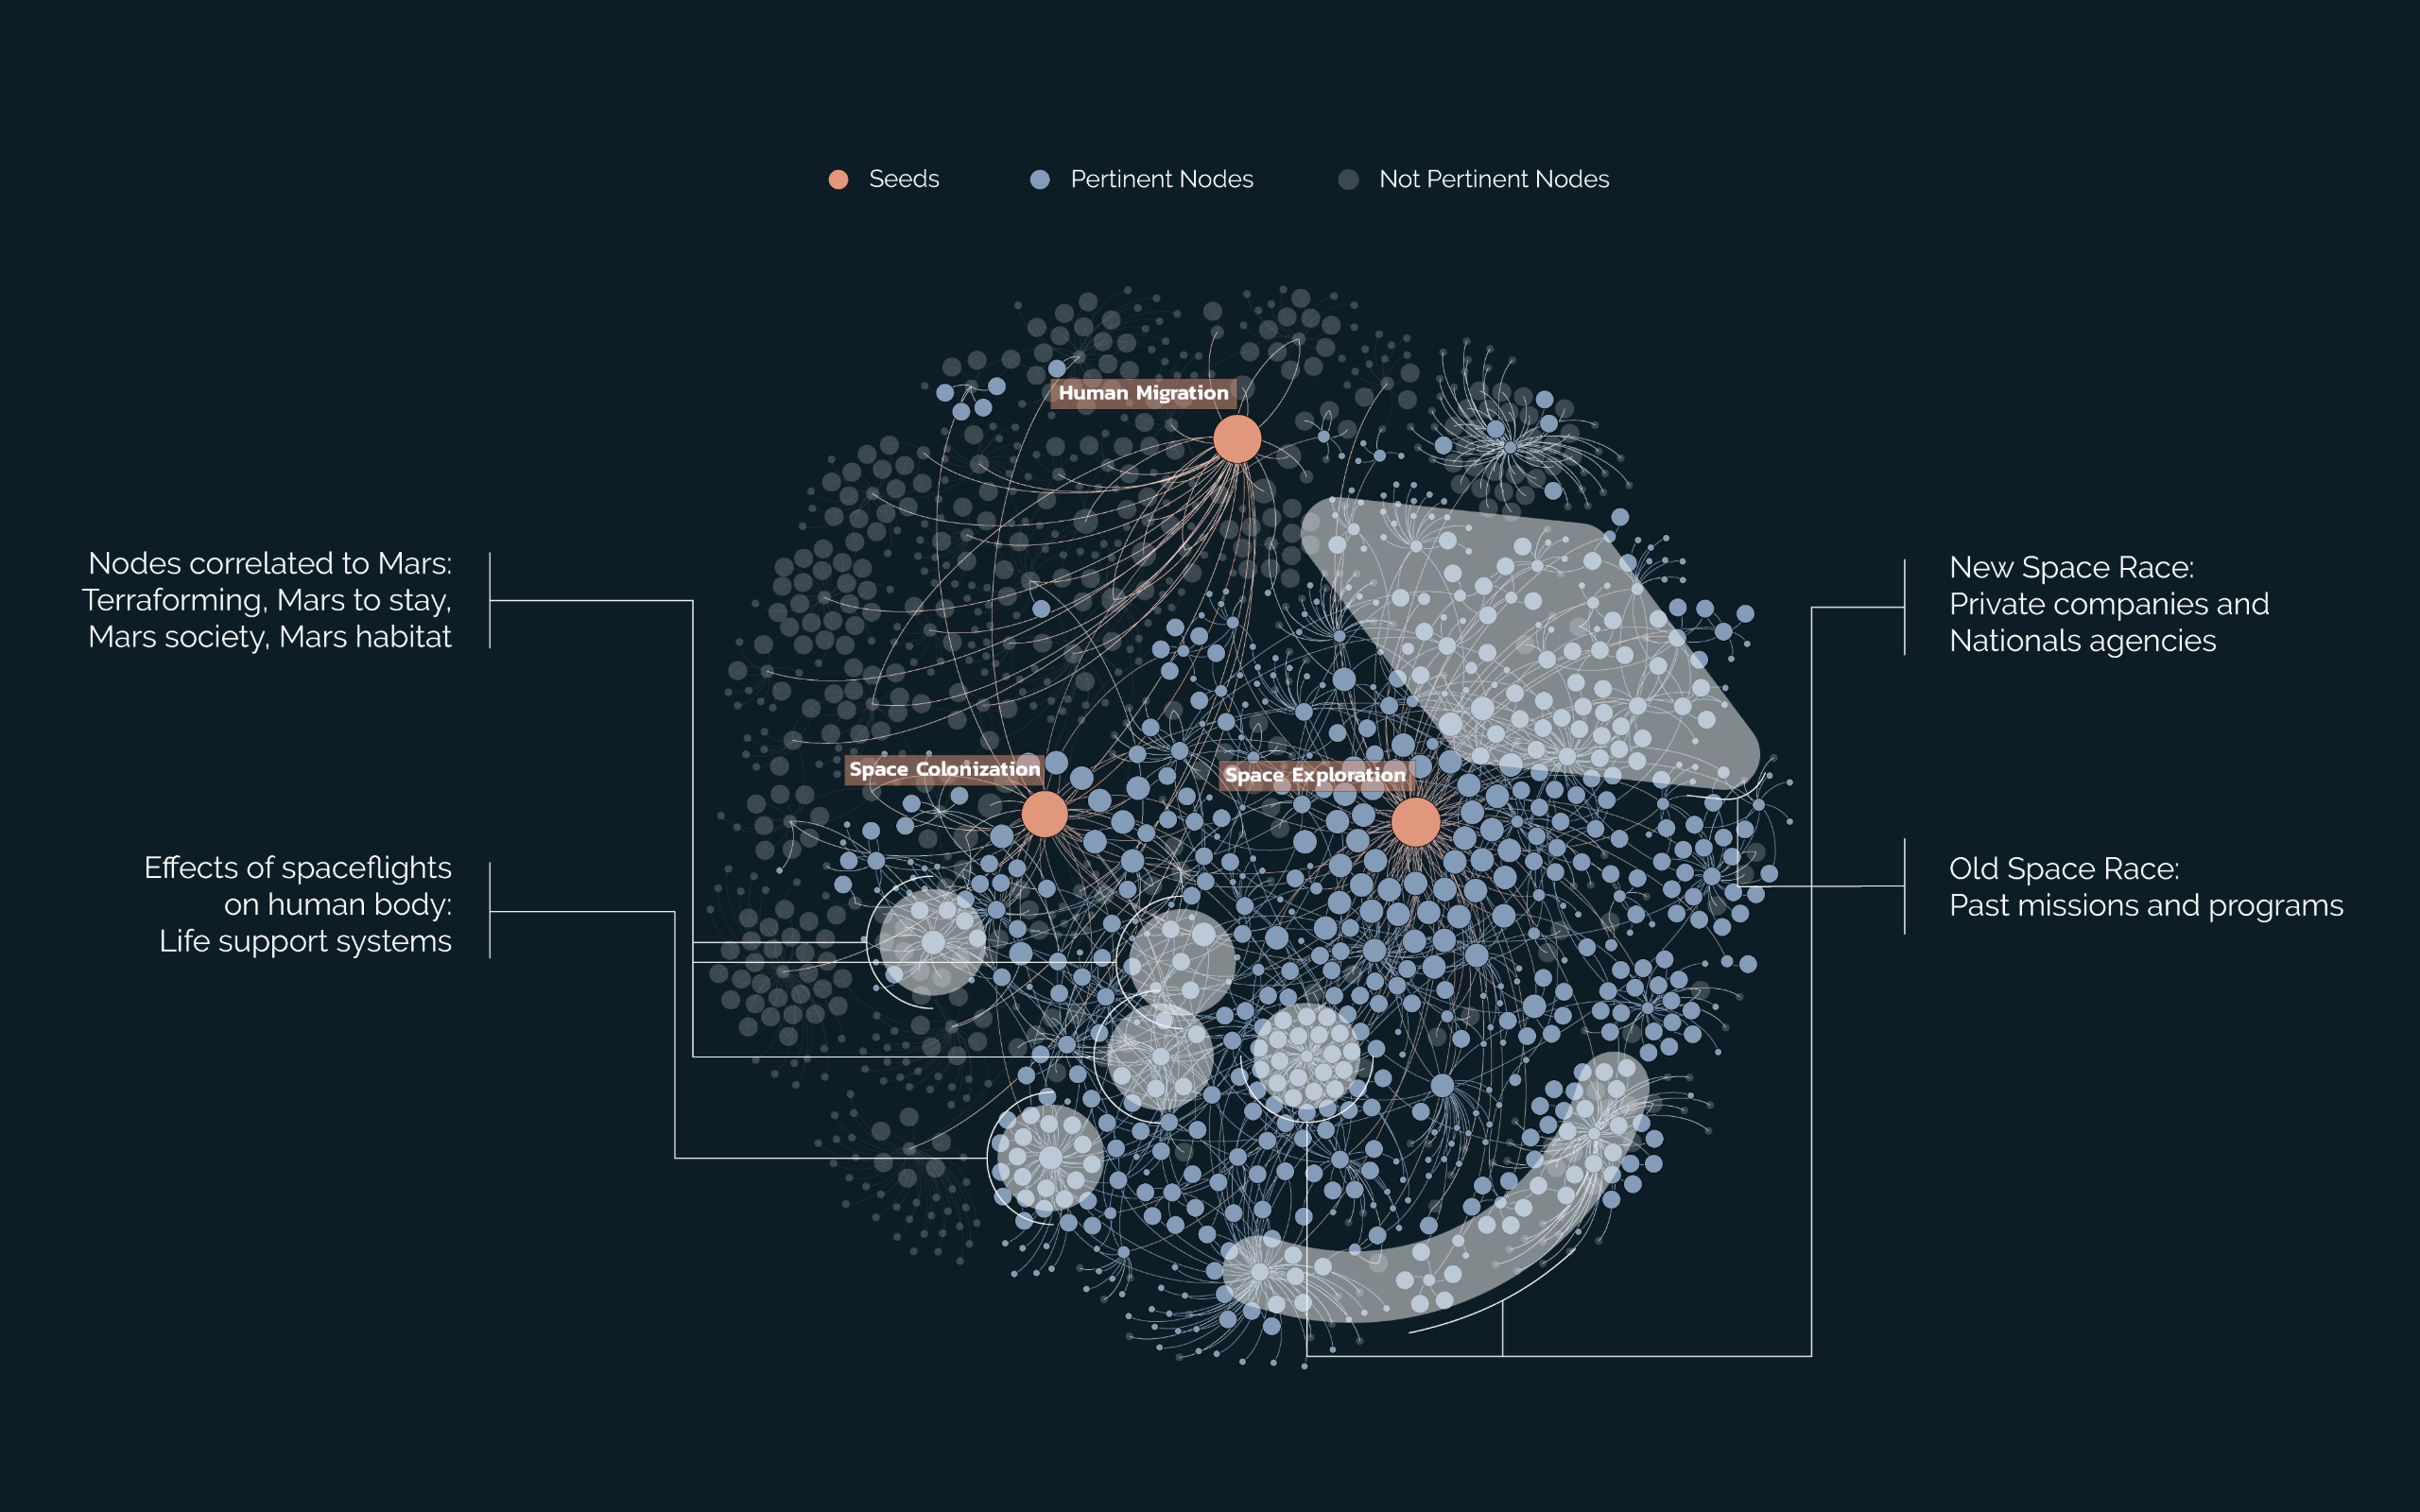 Seeds
Pertinent Nodes
Not Pertinent Nodes
Human Migration
Nodes correlated to Mars:
Terraforming, Mars to stay,
Mars society, Mars habitat
New Space Race:
Private companies and
Nationals agencies
Space Colonization
Space Exploration
Effects of spaceflights
on human body:
Life support systems
Old Space Race:
Past missions and programs